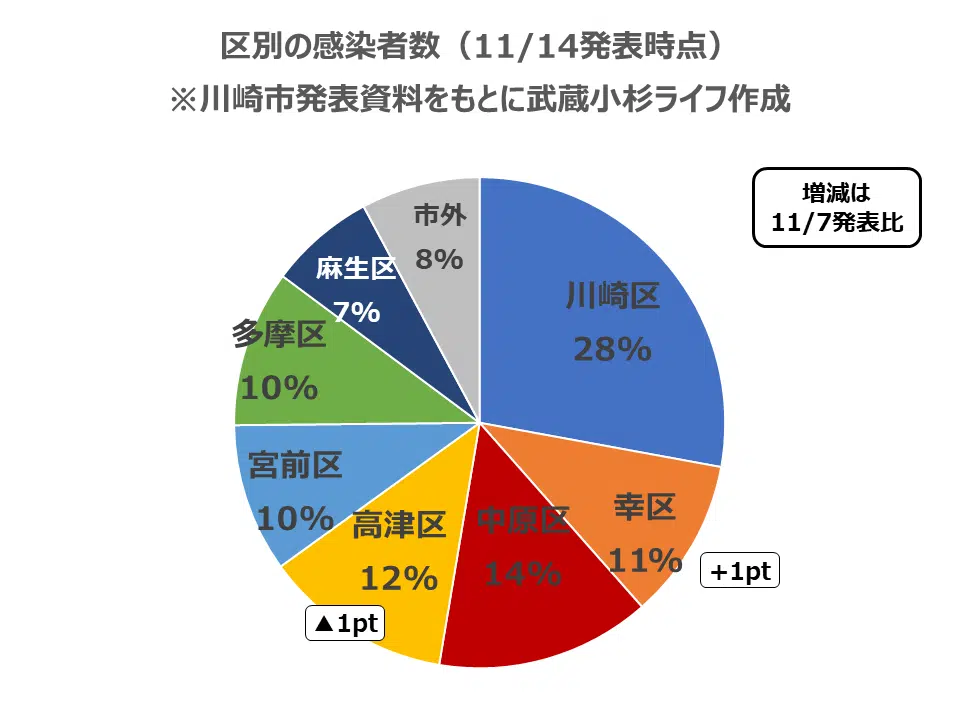 区別の感染者数（11/14発表時点）
※川崎市発表資料をもとに武蔵小杉ライフ作成
増減は
11/7発表比
市外
8%
川崎区
28%
麻生区
7%
多摩区
10%
宮前区
10%
高津区
12%
▲1pt
中原区
14%
幸区
11%
+1pt